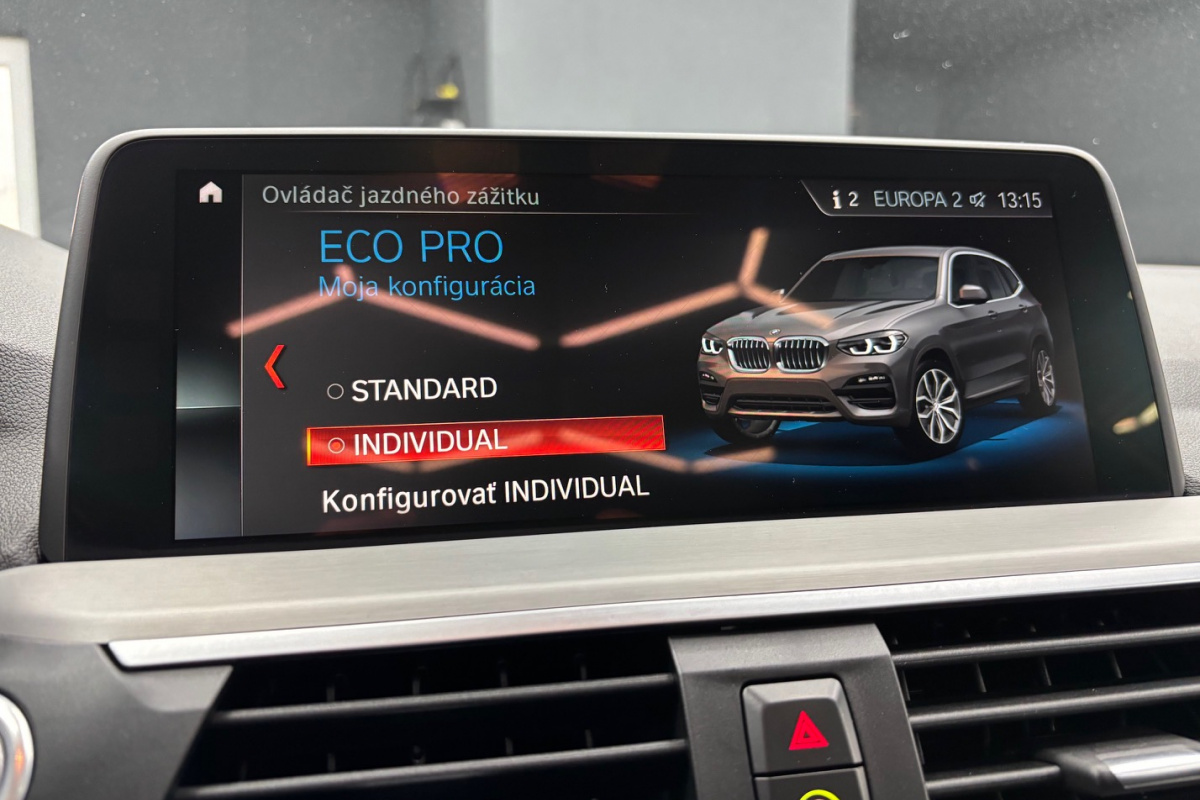 Ovládač jazdného zážitku
2 EUROPA 2 13:15
ECO PRO
Moja konfigurácia
STANDARD
INDIVIDUAL
Konfigurovať INDIVIDUAL